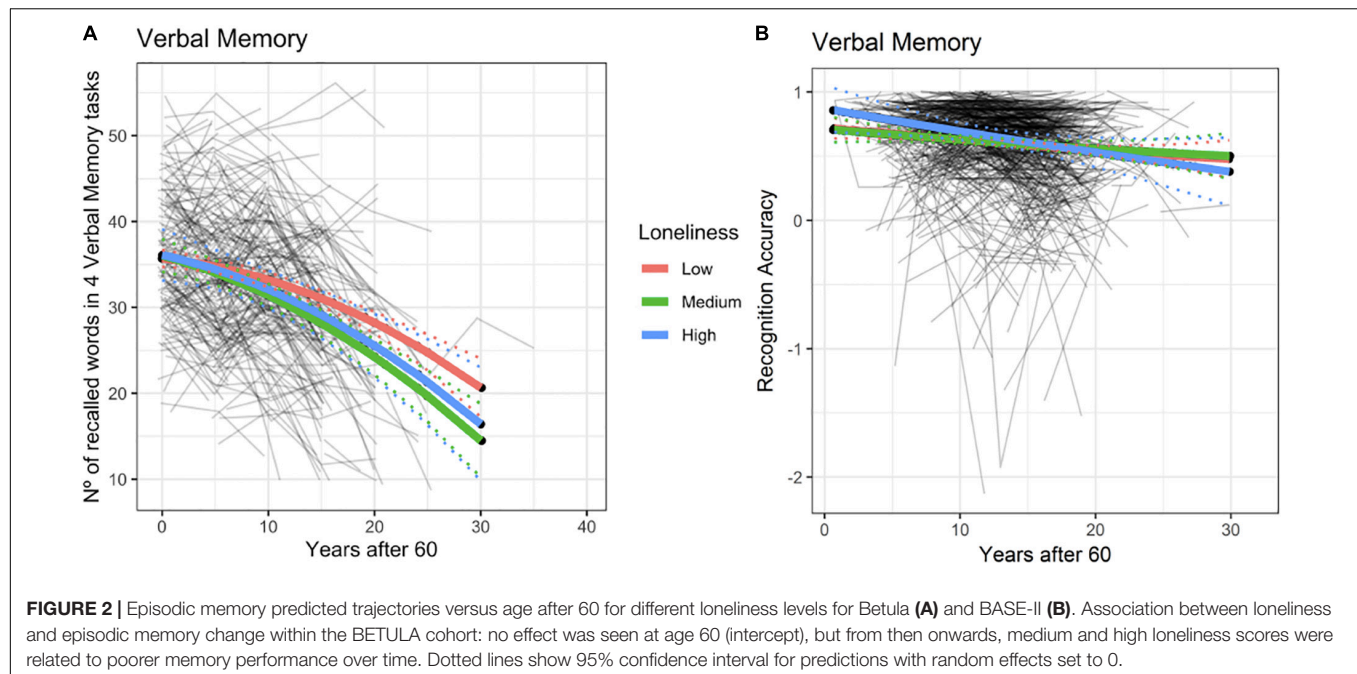 A
Verbal Memory
Nº of recalled words in 4 Verbal Memory tasks
50
40
30
20
10
0
10
20
30
40
Years after 60
Loneliness
Low
Medium
High
B
Verbal Memory
Recognition Accuracy
1
0
-1
-2
0
10
20
30
Years after 60
FIGURE 2 | Episodic memory predicted trajectories versus age after 60 for different loneliness levels for Betula (A) and BASE-II (B). Association between loneliness
and episodic memory change within the BETULA cohort: no effect was seen at age 60 (intercept), but from then onwards, medium and high loneliness scores were
related to poorer memory performance over time. Dotted lines show 95% confidence interval for predictions with random effects set to 0.